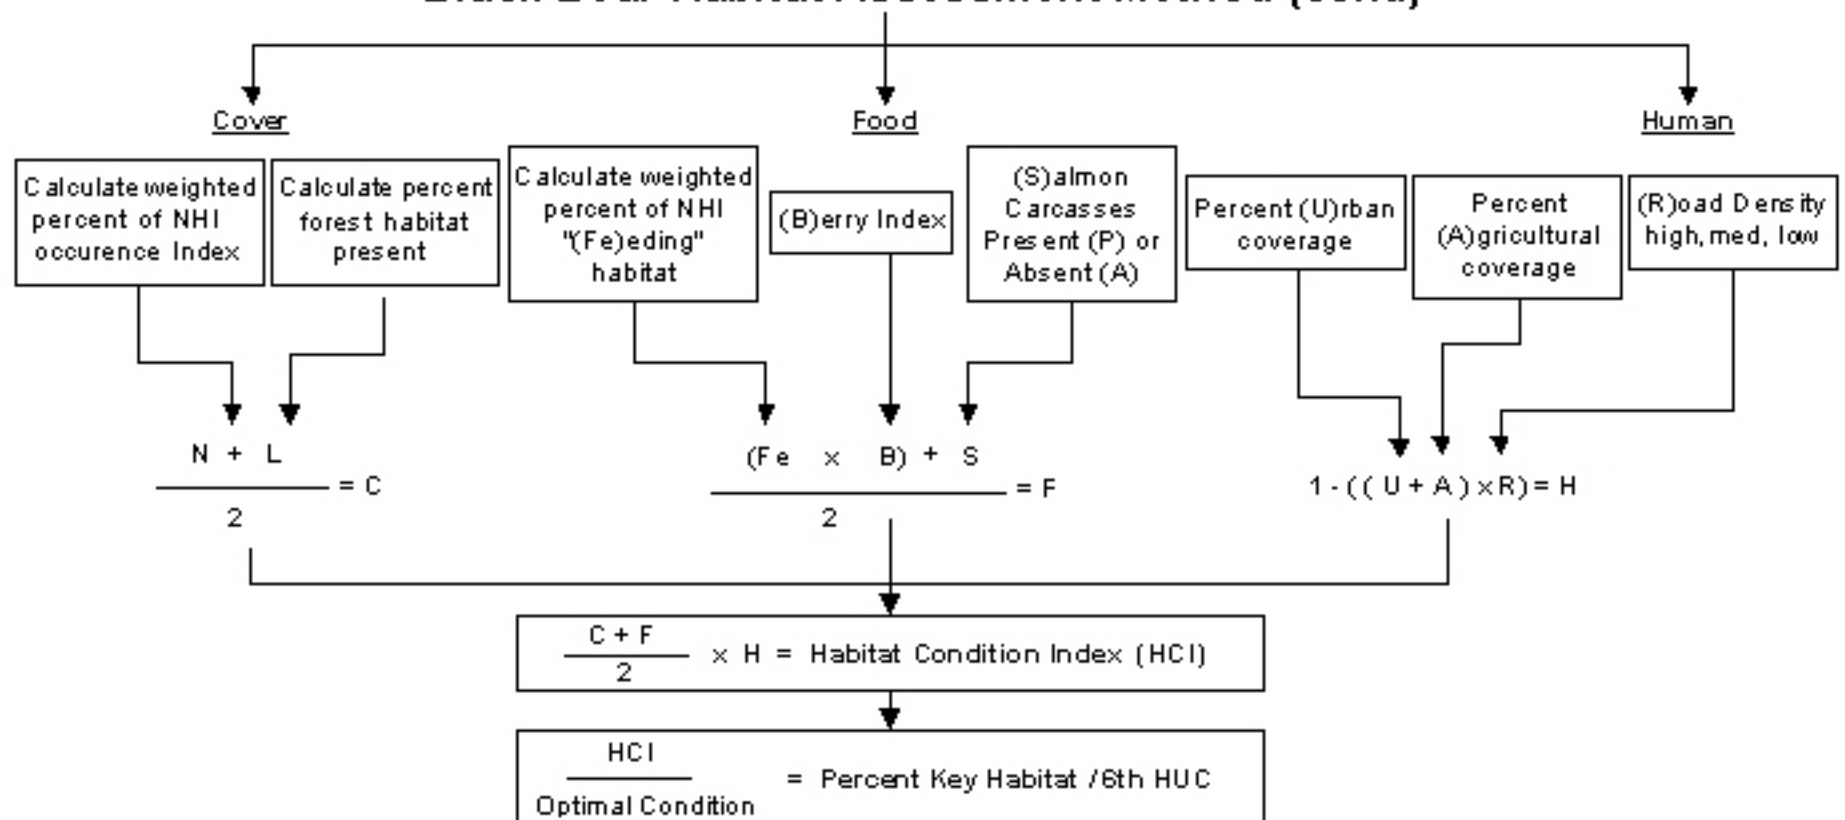 Cover
Food
Human
Calculate weighted
percent of NHI
occurence Index
Calculate percent
forest habitat
present
Calculate weighted
percent of NHI
"(Fe)eding"
habitat
(B)erry Index
(S)almon
Carcasses
Present (P) or
Absent (A)
Percent (U)rban
coverage
Percent
(A)gricultural
coverage
(R)oad Density
high, med, low
N + L
2
= C
(Fe x B) + S
2
= F
1 - (( U + A ) x R) = H
C + F
2
x H = Habitat Condition Index (HCI)
HCI
Optimal Condition
= Percent Key Habitat /6th HUC